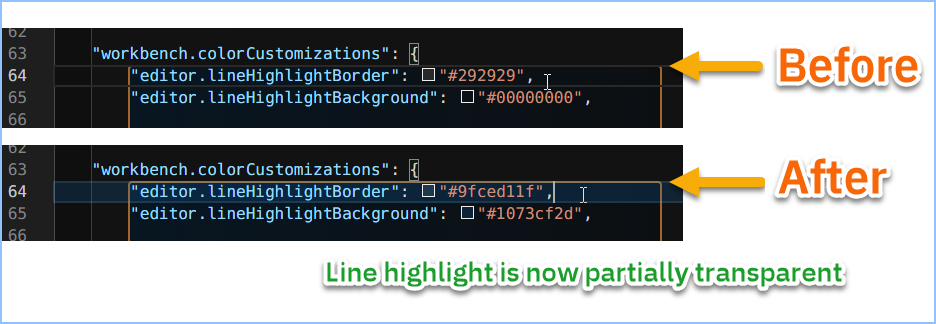 62
63 "workbench.colorCustomizations": {
64 "editor.lineHighlightBorder": "#292929",
65 "editor.lineHighlightBackground": "#00000000",
66
Before
62
63 "workbench.colorCustomizations": {
64 "editor.lineHighlightBorder": "#9fced11f",
65 "editor.lineHighlightBackground": "#1073cf2d",
66
After
Line highlight is now partially transparent